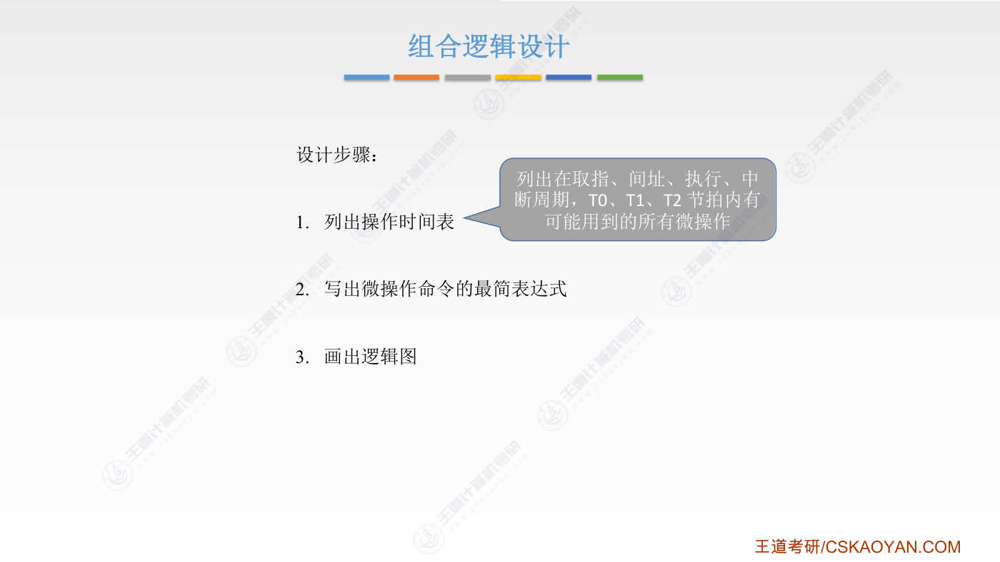 组合逻辑设计
设计步骤：
列出在取指、间址、执行、中
断周期，T0、T1、T2 节拍内有
可能用到的所有微操作
1. 列出操作时间表
2. 写出微操作命令的最简表达式
3. 画出逻辑图
王道考研/CSKAOYAN.COM